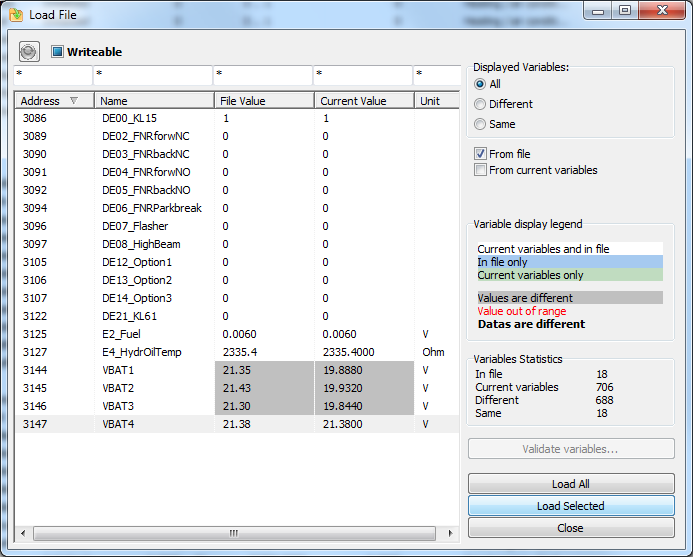 Load File
Writeable
* * * * *
Address Name File Value Current Value Unit
3086 DE00_KL15 1 1
3089 DE02_FNRforwNC 0 0
3090 DE03_FNRbackNC 0 0
3091 DE04_FNRforwNO 0 0
3092 DE05_FNRbackNO 0 0
3094 DE06_FNRParkbreak 0 0
3096 DE07_Flasher 0 0
3097 DE08_HighBeam 0 0
3105 DE12_Option1 0 0
3106 DE13_Option2 0 0
3107 DE14_Option3 0 0
3122 DE21_KL61 0 0
3125 E2_Fuel 0.0060 0.0060 V
3127 E4_HydrOilTemp 2335.4 2335.4000 Ohm
3144 VBAT1 21.35 19.8880 V
3145 VBAT2 21.43 19.9320 V
3146 VBAT3 21.30 19.8440 V
3147 VBAT4 21.38 21.3800 V
Displayed Variables:
All
Different
Same
From file
From current variables
Variable display legend
Current variables and in file
In file only
Current variables only
Values are different
Value out of range
Datas are different
Variables Statistics
In file 18
Current variables 706
Different 688
Same 18
Validate variables...
Load All
Load Selected
Close